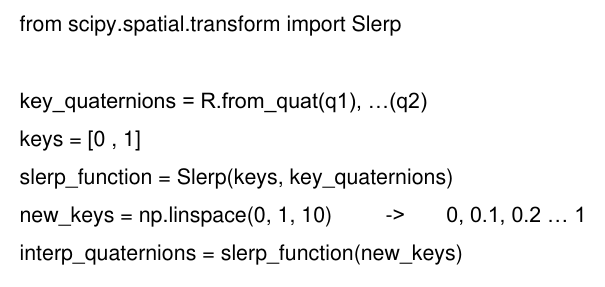 from scipy.spatial.transform import Slerp
key_quaternions = R.from_quat(q1), …(q2)
keys = [0 , 1]
slerp_function = Slerp(keys, key_quaternions)
new_keys = np.linspace(0, 1, 10) -> 0, 0.1, 0.2 … 1
interp_quaternions = slerp_function(new_keys)